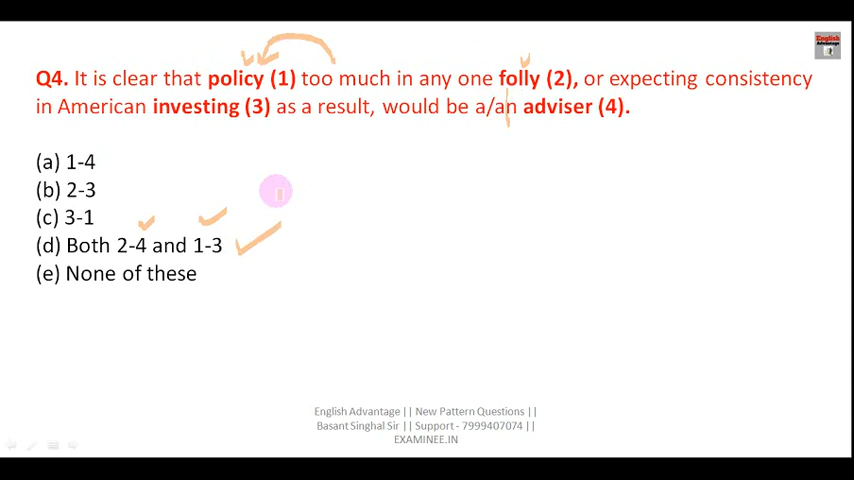 English
Advantage
Q4. It is clear that policy (1) too much in any one folly (2), or expecting consistency
in American investing (3) as a result, would be a/an adviser (4).
(a) 1-4
(b) 2-3
(c) 3-1
(d) Both 2-4 and 1-3
(e) None of these
English Advantage || New Pattern Questions ||
Basant Singhal Sir || Support - 7999407074 ||
EXAMINEE.IN